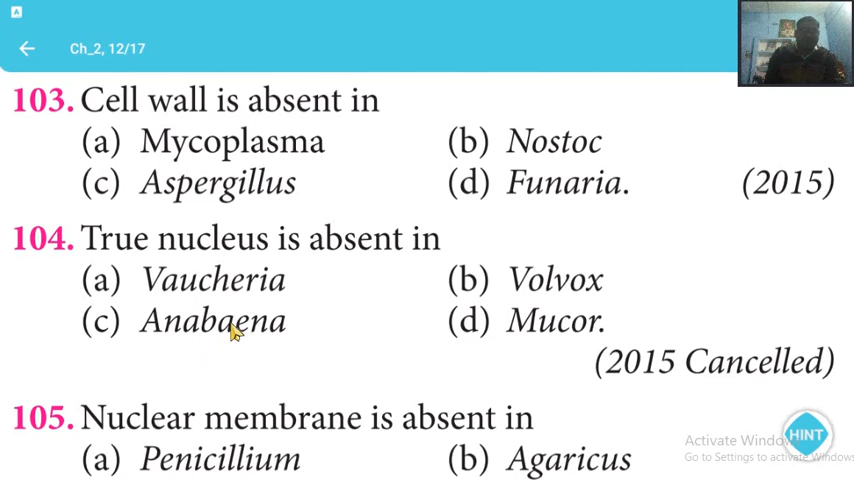 A
Ch_2, 12/17
103. Cell wall is absent in
(a) Mycoplasma (b) Nostoc
(c) Aspergillus (d) Funaria. (2015)
104. True nucleus is absent in
(a) Vaucheria (b) Volvox
(c) Anabaena (d) Mucor.
(2015 Cancelled)
105. Nuclear membrane is absent in
(a) Penicillium (b) Agaricus
HINT
Activate Windows
Go to Settings to activate Windows